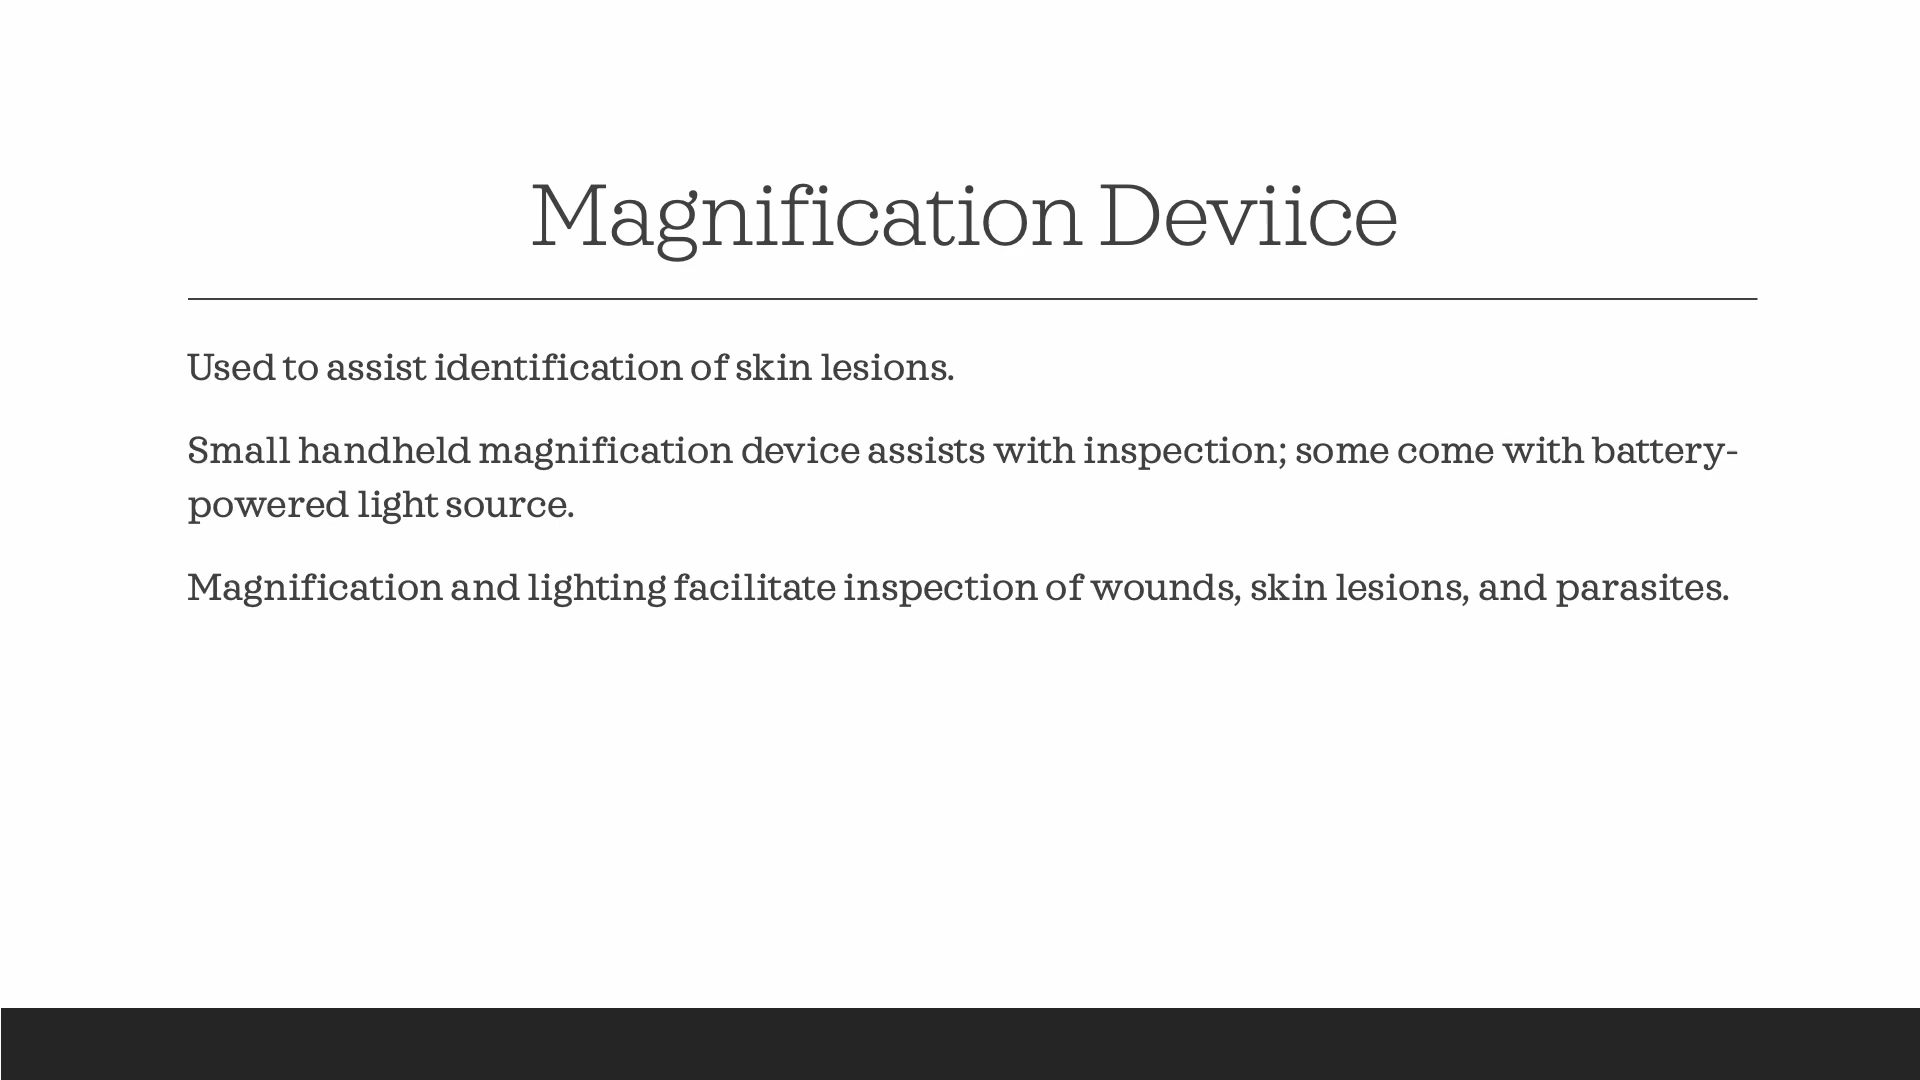 Magnification Deviice
Used to assist identification of skin lesions.
Small handheld magnification device assists with inspection; some come with battery-
powered light source.
Magnification and lighting facilitate inspection of wounds, skin lesions, and parasites.